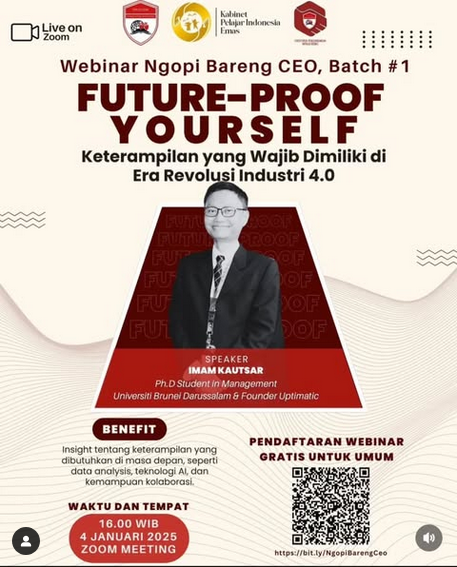 Live on
Zoom
Kabinet
Pelajar Indonesia
Emas
Webinar Ngopi Bareng CEO, Batch #1
FUTURE-PROOF
YOURSELF
Keterampilan yang Wajib Dimiliki di
Era Revolusi Industri 4.0
SPEAKER
IMAM KAUTSAR
Ph.D Student in Management
Universiti Brunei Darussalam & Founder Uptimatic
BENEFIT
Insight tentang keterampilan yang
dibutuhkan di masa depan, seperti
data analysis, teknologi AI, dan
kemampuan kolaborasi.
WAKTU DAN TEMPAT
16.00 WIB
4 JANUARI 2025
ZOOM MEETING
PENDAFTARAN WEBINAR
GRATIS UNTUK UMUM
https://bit.ly/NgopiBarengCeo